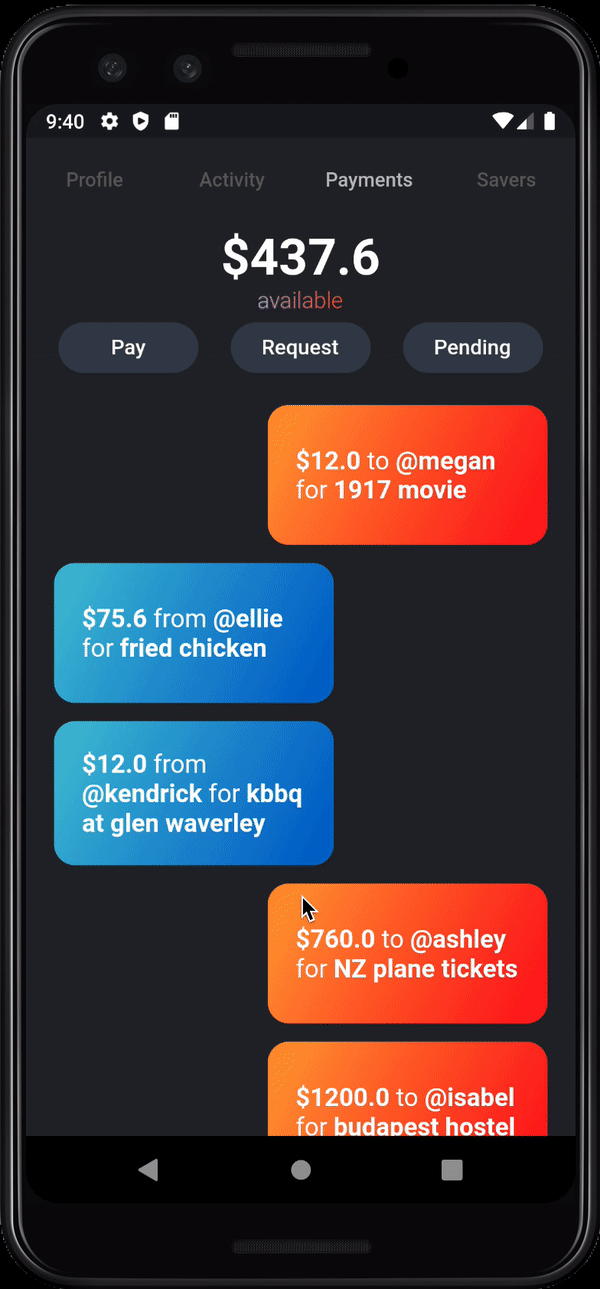 9:40
Profile Activity Payments Savers
$437.6
available
Pay Request Pending
$12.0 to @megan
for 1917 movie
$75.6 from @ellie
for fried chicken
$12.0 from
@kendrick for kbbq
at glen waverley
$760.0 to @ashley
for NZ plane tickets
$1200.0 to @isabel
for budapest hostel